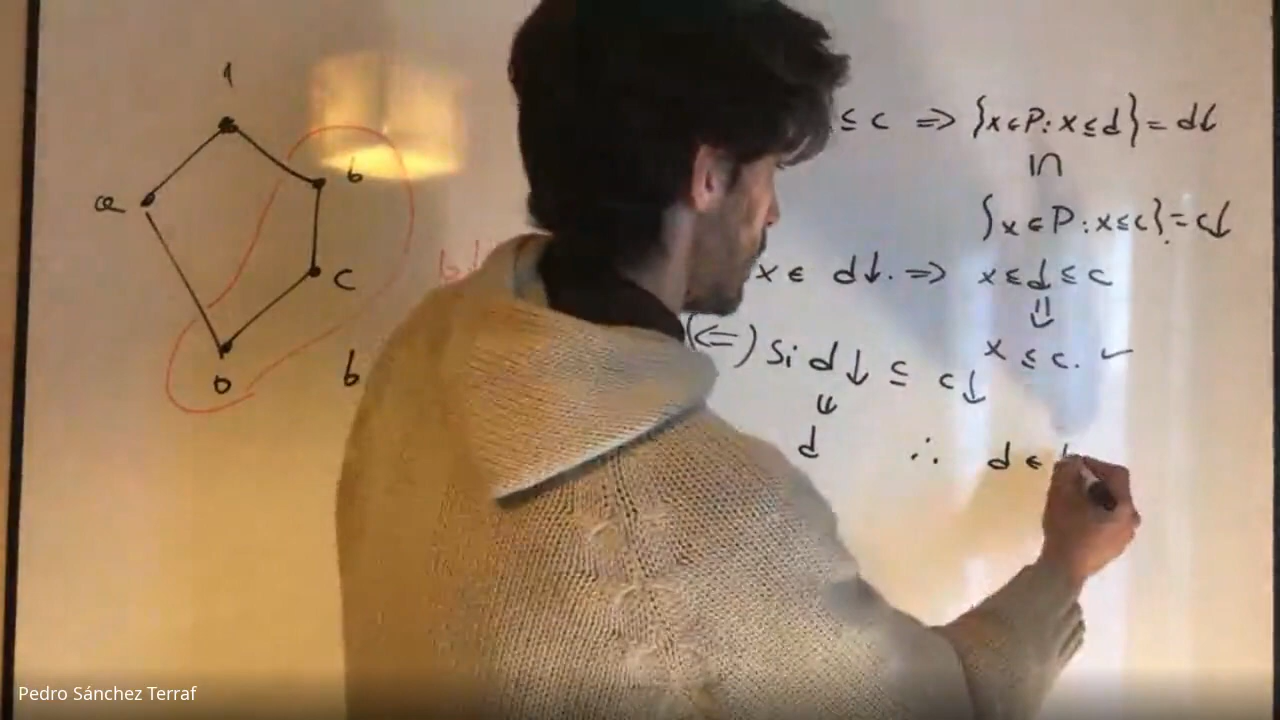 1
b
a
c
0
b
≤ c ⇒ {x ∈ P : x ≤ d} = d↓
⊆
{x ∈ P : x ≤ c} = c↓
x ∈ d↓. ⇒ x ≤ d ≤ c
⇓
x ≤ c. ✓
(⇐) Si d↓ ⊆ c↓
d ∴ d ∈
Pedro Sánchez Terraf